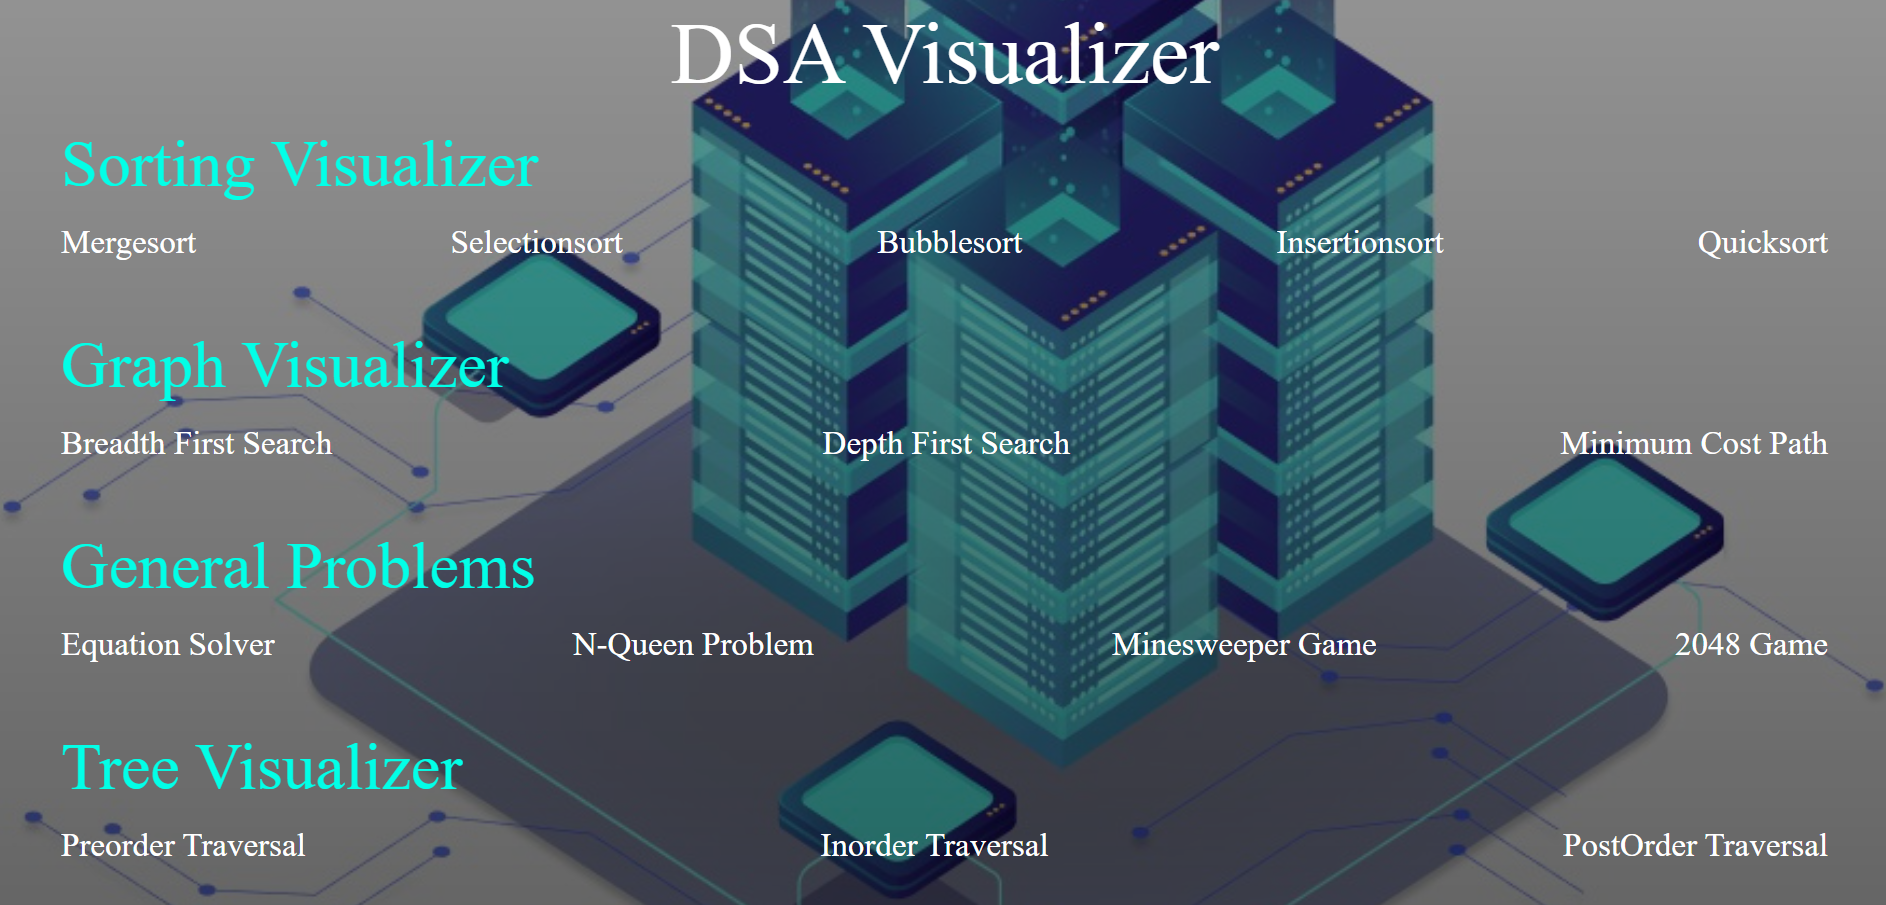 DSA Visualizer
Sorting Visualizer
Mergesort Selectionsort Bubblesort Insertionsort Quicksort
Graph Visualizer
Breadth First Search Depth First Search Minimum Cost Path
General Problems
Equation Solver N-Queen Problem Minesweeper Game 2048 Game
Tree Visualizer
Preorder Traversal Inorder Traversal PostOrder Traversal